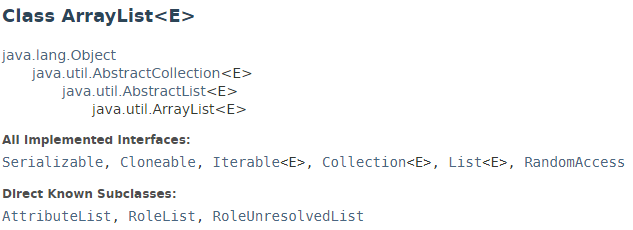 Class ArrayList<E>
java.lang.Object
java.util.AbstractCollection<E>
java.util.AbstractList<E>
java.util.ArrayList<E>
All Implemented Interfaces:
Serializable, Cloneable, Iterable<E>, Collection<E>, List<E>, RandomAccess
Direct Known Subclasses:
AttributeList, RoleList, RoleUnresolvedList